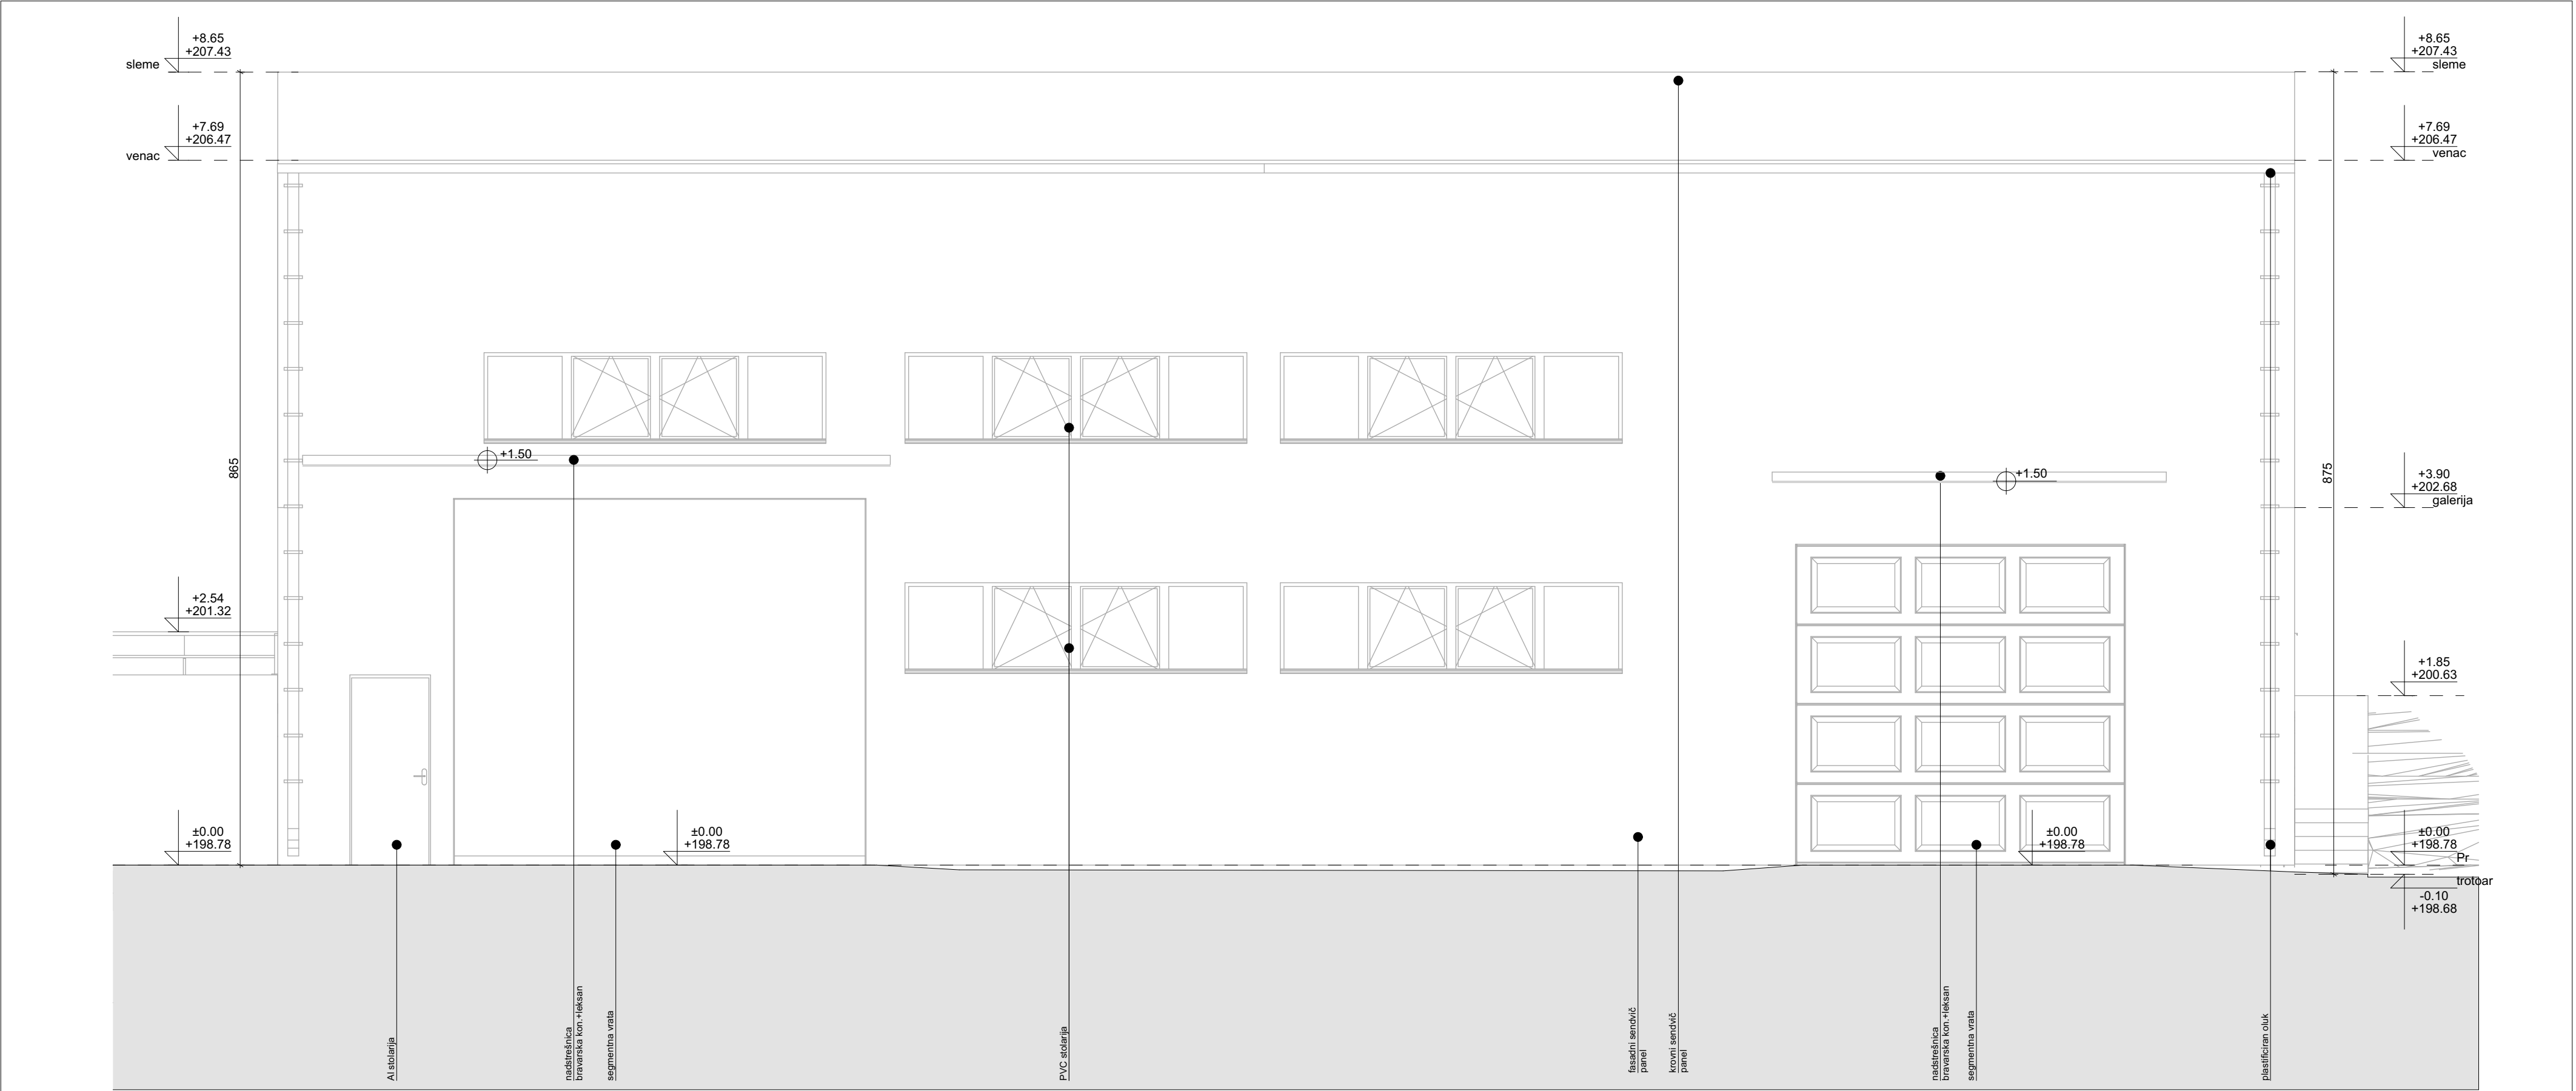 +8.65
+207.43
sleme
+8.65
+207.43
sleme
+7.69
+206.47
venac
+7.69
+206.47
venac
865
+1.50
+1.50
875
+3.90
+202.68
galerija
+2.54
+201.32
+1.85
+200.63
±0.00
+198.78
±0.00
+198.78
±0.00
+198.78
±0.00
+198.78
Pr
trotoar
-0.10
+198.68
Al stolarija
nadstrešnica
bravarska kon.+leksan
segmentna vrata
PVC stolarija
fasadni sendvič
panel
krovni sendvič
panel
nadstrešnica
bravarska kon.+leksan
segmentna vrata
plastificiran oluk